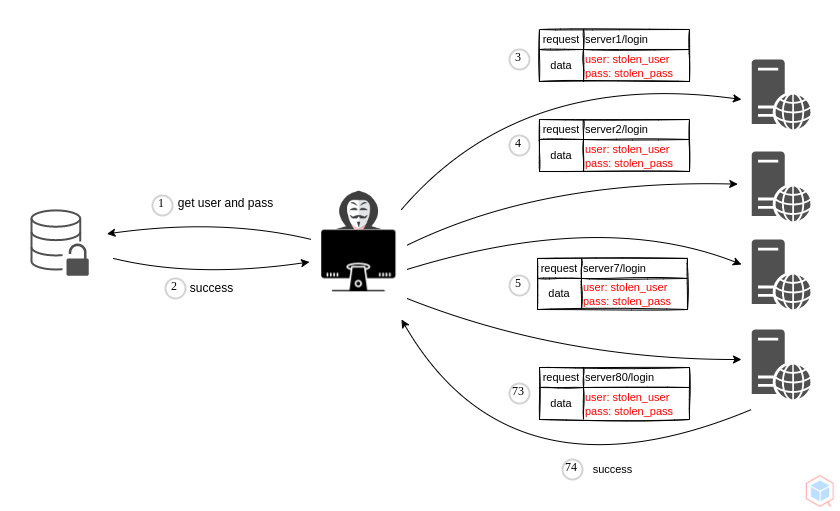 1 get user and pass
2 success
3
request server1/login
data user: stolen_user
pass: stolen_pass
4
request server2/login
data user: stolen_user
pass: stolen_pass
5
request server7/login
data user: stolen_user
pass: stolen_pass
73
request server80/login
data user: stolen_user
pass: stolen_pass
74 success